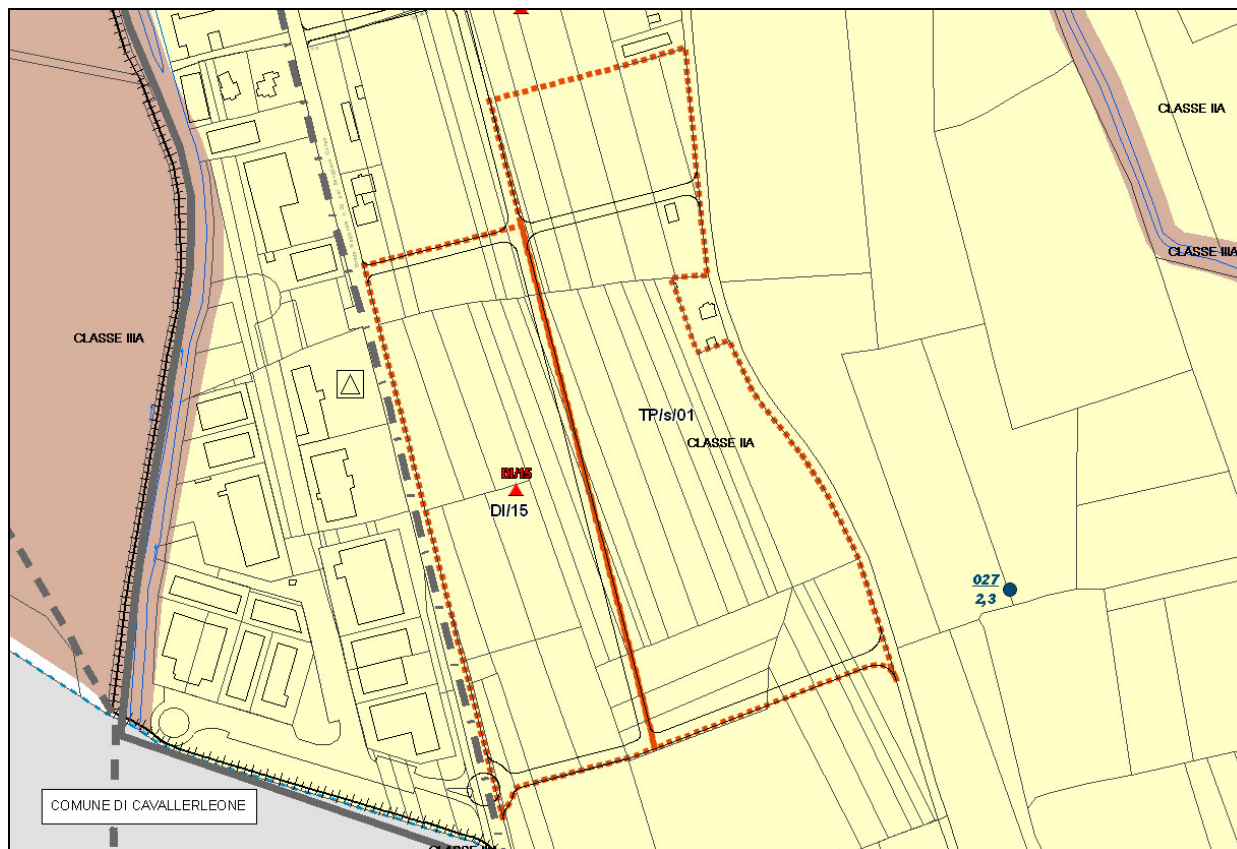 CLASSE IIA
CLASSE IIIA
CLASSE IIIA
TP/s/01
CLASSE IIA
DI/15
DI/15
027
2,3
COMUNE DI CAVALLERLEONE